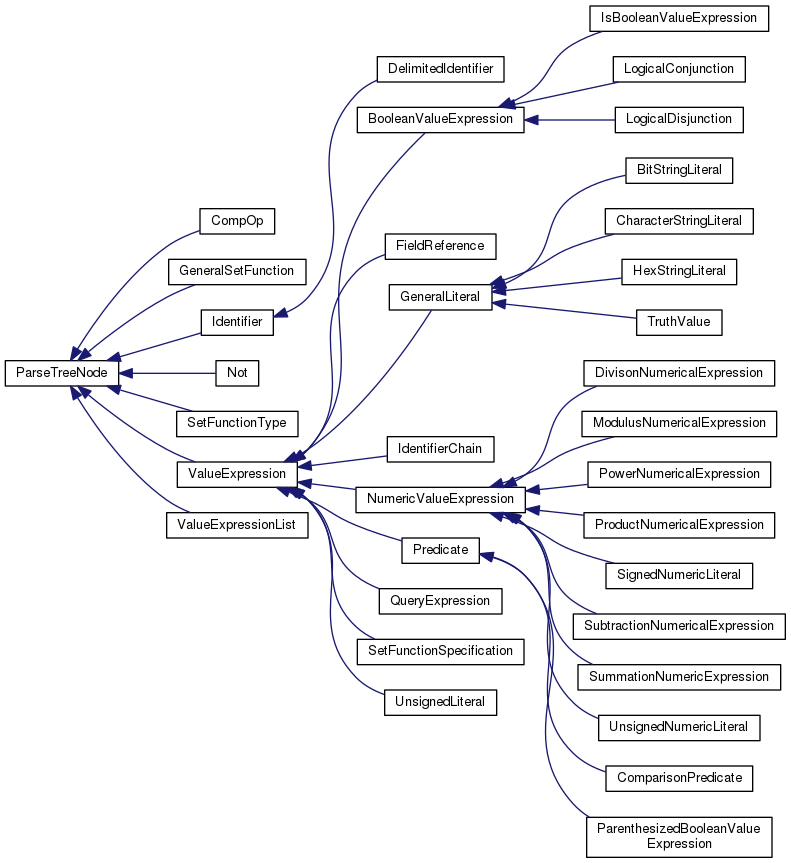 IsBooleanValueExpression
DelimitedIdentifier
LogicalConjunction
BooleanValueExpression
LogicalDisjunction
BitStringLiteral
CompOp
CharacterStringLiteral
FieldReference
GeneralSetFunction
HexStringLiteral
GeneralLiteral
Identifier
TruthValue
ParseTreeNode
Not
DivisonNumericalExpression
SetFunctionType
ModulusNumericalExpression
IdentifierChain
ValueExpression
PowerNumericalExpression
NumericValueExpression
ValueExpressionList
ProductNumericalExpression
Predicate
SignedNumericLiteral
QueryExpression
SubtractionNumericalExpression
SetFunctionSpecification
SummationNumericExpression
UnsignedLiteral
UnsignedNumericLiteral
ComparisonPredicate
ParenthesizedBooleanValue
Expression